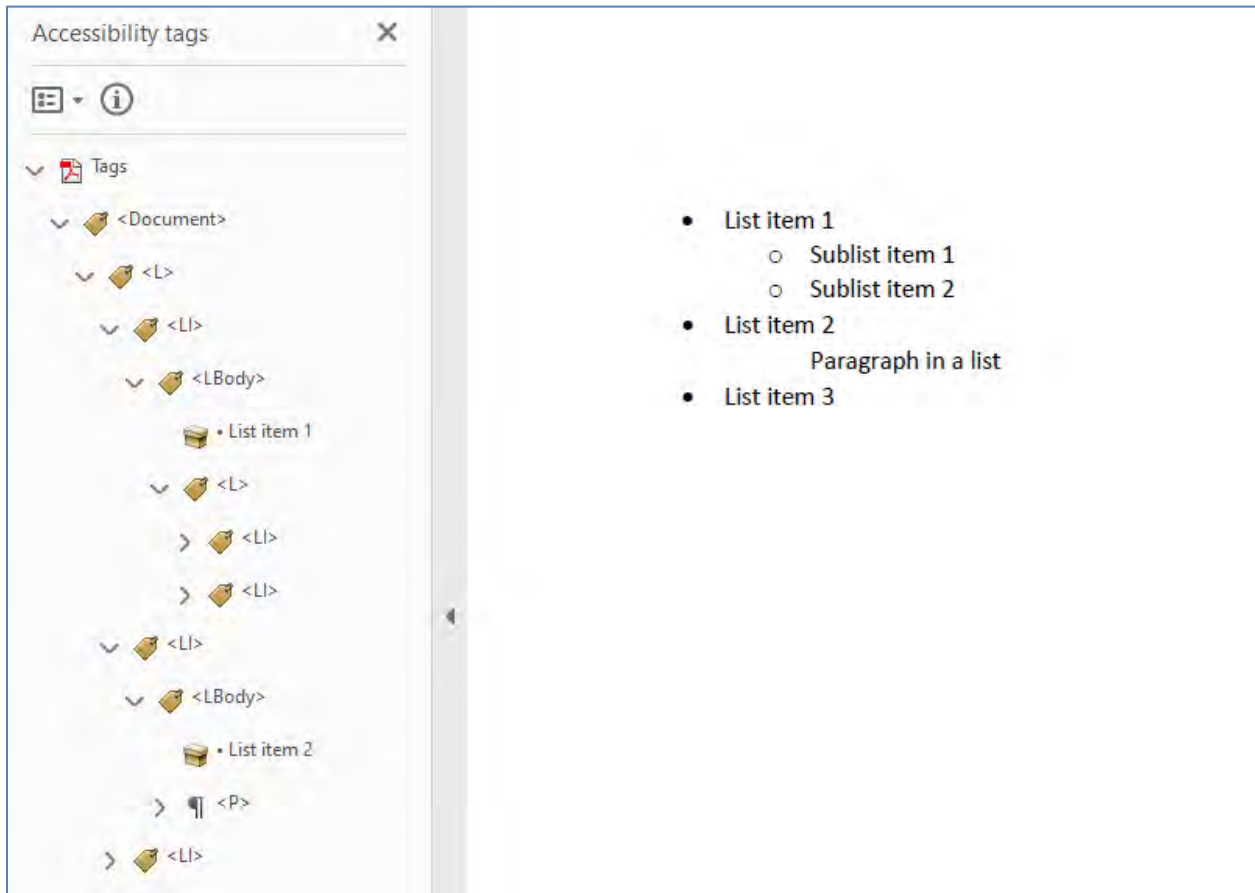 Accessibility tags
Tags
<Document>
<L>
<LI>
<LBody>
• List item 1
<L>
<LI>
<LI>
<LI>
<LBody>
• List item 2
<P>
<LI>
• List item 1
o Sublist item 1
o Sublist item 2
• List item 2
Paragraph in a list
• List item 3